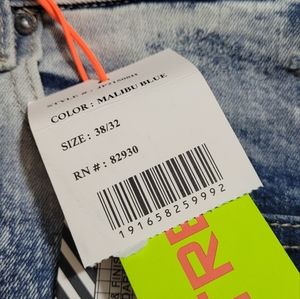 COLOR : MALIBU BLUE
SIZE : 38/32
RN # : 82930
191658259992